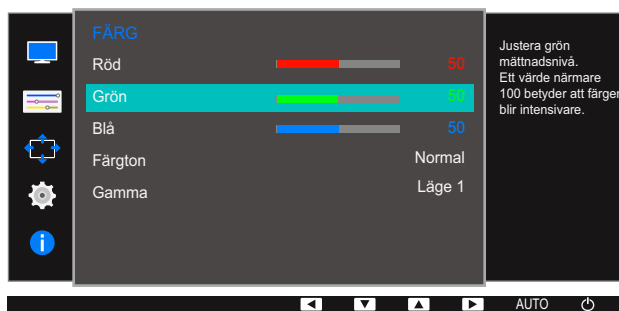 FÄRG
Röd 50
Grön 50
Blå 50
Färgton Normal
Gamma Läge 1
Justera grön
mättnadsnivå.
Ett värde närmare
100 betyder att färger
blir intensivare.
AUTO